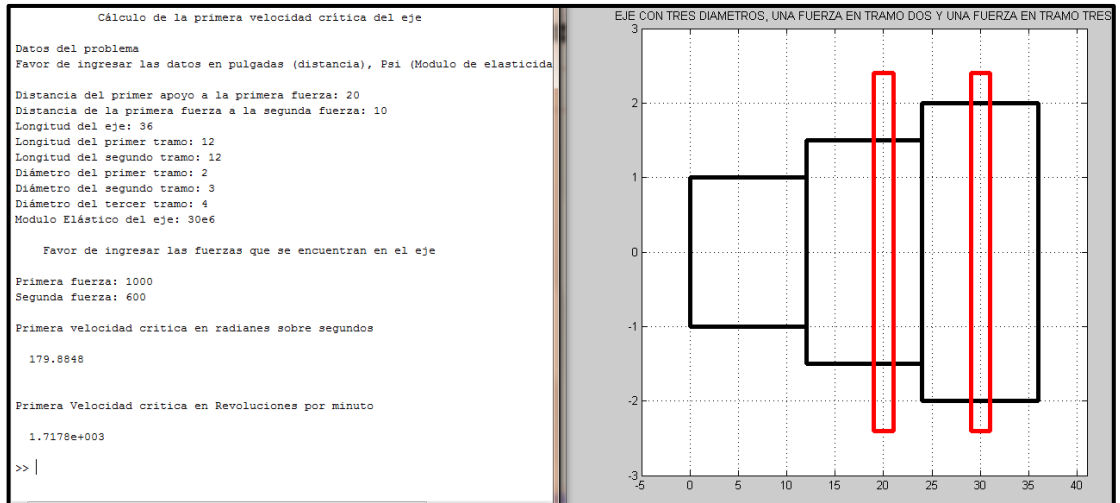 Cálculo de la primera velocidad crítica del eje
Datos del problema
Favor de ingresar las datos en pulgadas (distancia), Psi (Modulo de elasticida
Distancia del primer apoyo a la primera fuerza: 20
Distancia de la primera fuerza a la segunda fuerza: 10
Longitud del eje: 36
Longitud del primer tramo: 12
Longitud del segundo tramo: 12
Diámetro del primer tramo: 2
Diámetro del segundo tramo: 3
Diámetro del tercer tramo: 4
Modulo Elástico del eje: 30e6
Favor de ingresar las fuerzas que se encuentran en el eje
Primera fuerza: 1000
Segunda fuerza: 600
Primera velocidad critica en radianes sobre segundos
179.8848
Primera Velocidad critica en Revoluciones por minuto
1.7178e+003
>>
EJE CON TRES DIAMETROS, UNA FUERZA EN TRAMO DOS Y UNA FUERZA EN TRAMO TRES
3
2
1
0
-1
-2
-3
-5 0 5 10 15 20 25 30 35 40